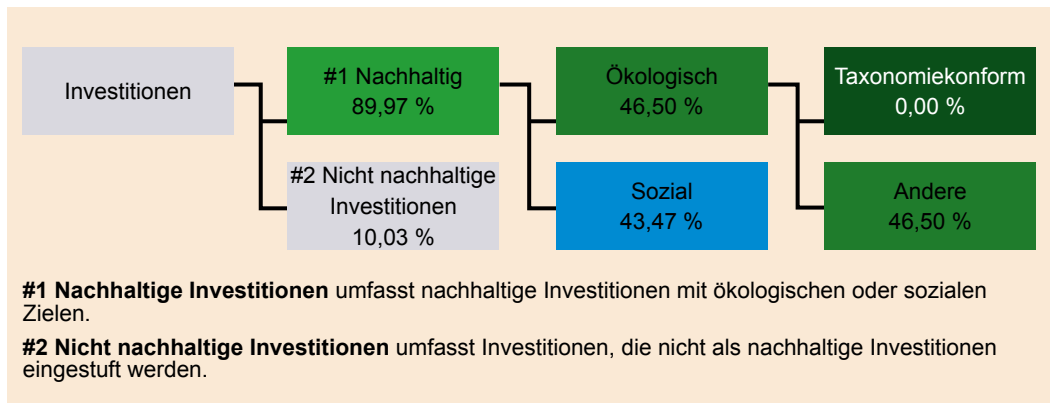 Investitionen
#1 Nachhaltig
89,97 %
Ökologisch
46,50 %
Taxonomiekonform
0,00 %
#2 Nicht nachhaltige
Investitionen
10,03 %
Sozial
43,47 %
Andere
46,50 %
#1 Nachhaltige Investitionen umfasst nachhaltige Investitionen mit ökologischen oder sozialen
Zielen.
#2 Nicht nachhaltige Investitionen umfasst Investitionen, die nicht als nachhaltige Investitionen
eingestuft werden.